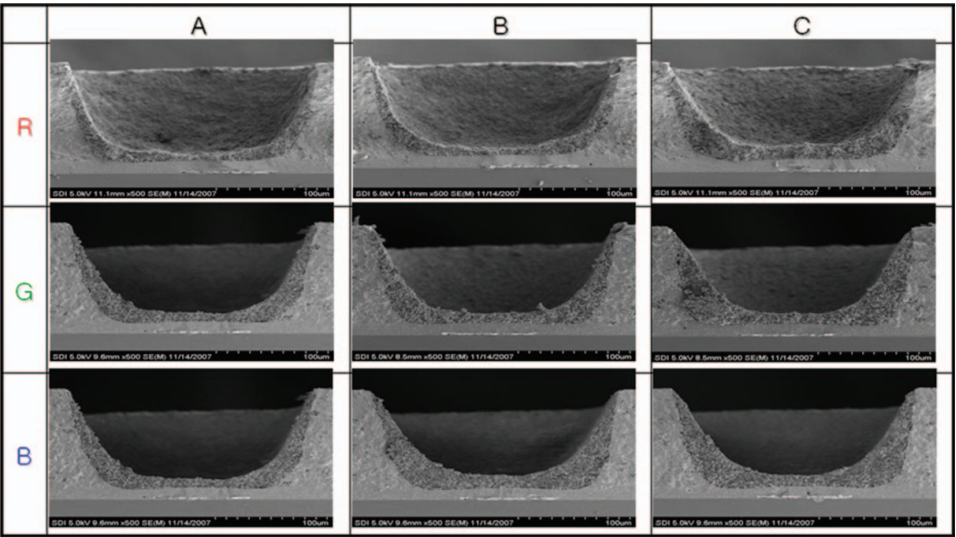 A B C
R
SDI 5.0kV 11.1mm x500 SE(M) 11/14/2007 100um
SDI 5.0kV 11.1mm x500 SE(M) 11/14/2007 100um
SDI 5.0kV 11.1mm x500 SE(M) 11/14/2007 100um
G
SDI 5.0kV 9.6mm x500 SE(M) 11/14/2007 100um
SDI 5.0kV 8.5mm x500 SE(M) 11/14/2007 100um
SDI 5.0kV 8.5mm x500 SE(M) 11/14/2007 100um
B
SDI 5.0kV 9.6mm x500 SE(M) 11/14/2007 100um
SDI 5.0kV 9.6mm x500 SE(M) 11/14/2007 100um
SDI 5.0kV 9.6mm x500 SE(M) 11/14/2007 100um